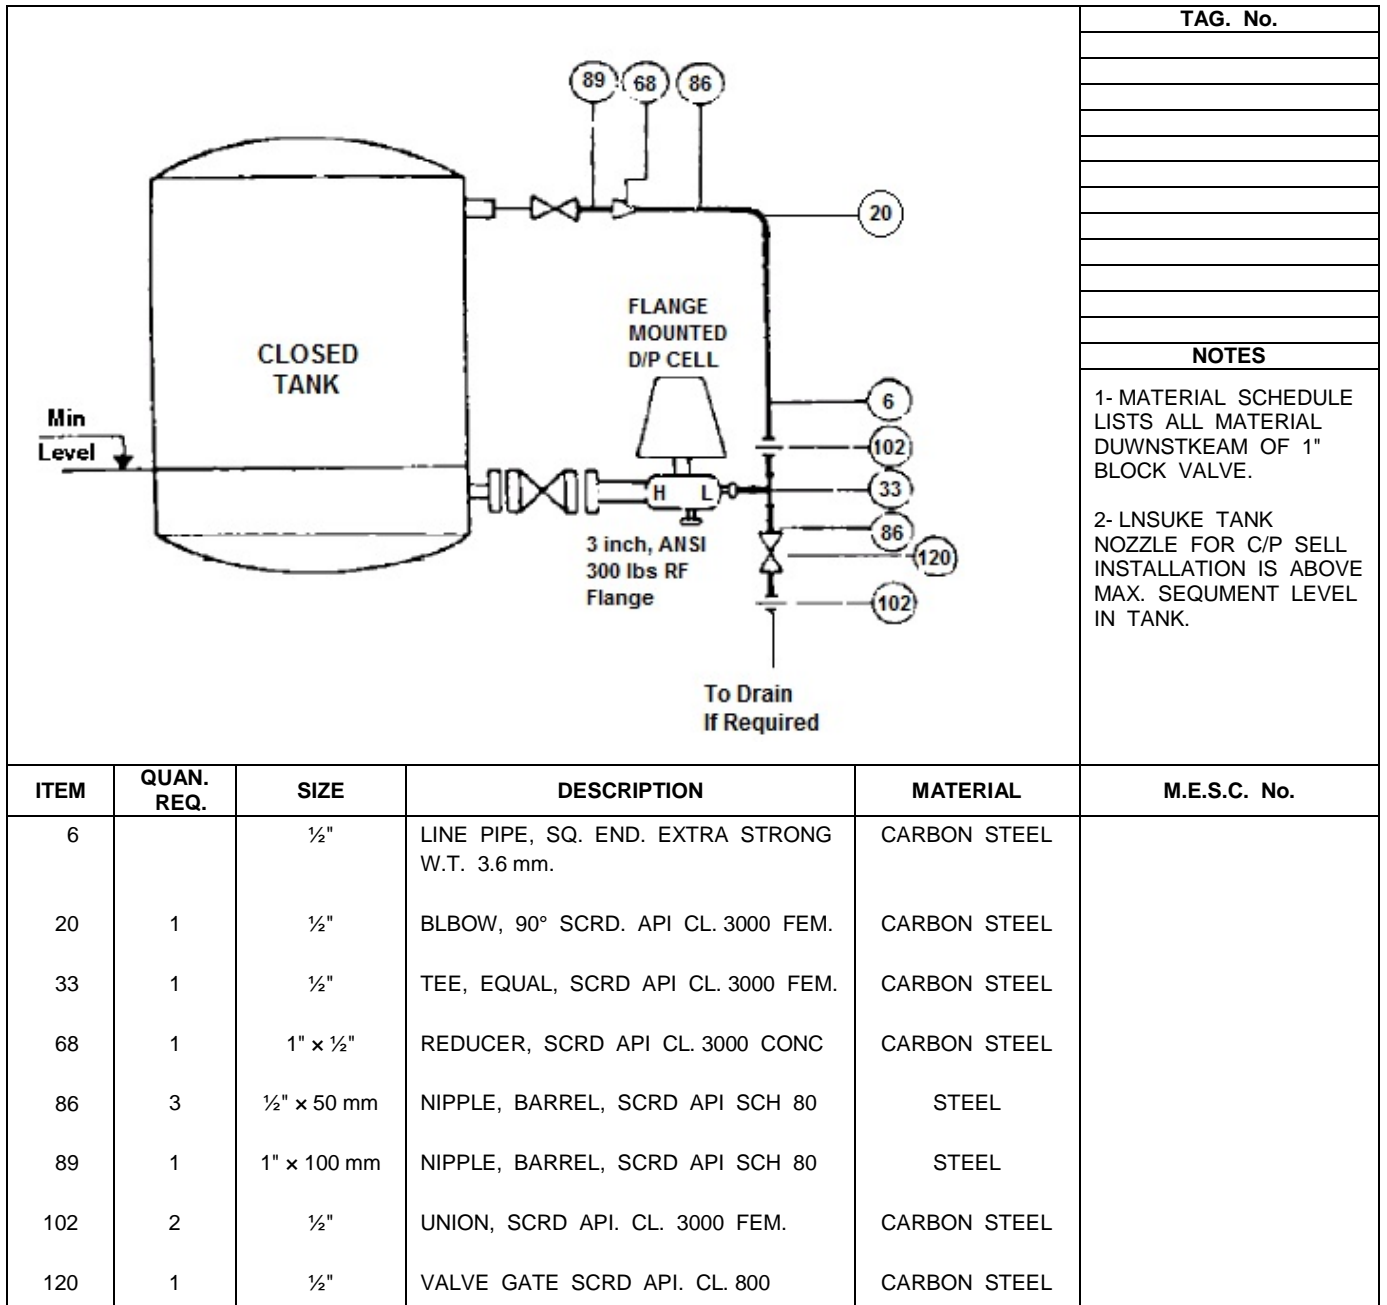 TAG. No.
89 68 86
20
FLANGE
MOUNTED
D/P CELL
CLOSED
TANK
Min
Level
6
102
H L
33
86
120
3 inch, ANSI
300 lbs RF
Flange
102
To Drain
If Required
NOTES
1- MATERIAL SCHEDULE
LISTS ALL MATERIAL
DUWNSTKEAM OF 1"
BLOCK VALVE.
2- LNSUKE TANK
NOZZLE FOR C/P SELL
INSTALLATION IS ABOVE
MAX. SEQUMENT LEVEL
IN TANK.
ITEM QUAN. REQ. SIZE DESCRIPTION MATERIAL M.E.S.C. No.
6 ½" LINE PIPE, SQ. END. EXTRA STRONG CARBON STEEL
W.T. 3.6 mm.
20 1 ½" BLBOW, 90° SCRD. API CL. 3000 FEM. CARBON STEEL
33 1 ½" TEE, EQUAL, SCRD API CL. 3000 FEM. CARBON STEEL
68 1 1" × ½" REDUCER, SCRD API CL. 3000 CONC CARBON STEEL
86 3 ½" × 50 mm NIPPLE, BARREL, SCRD API SCH 80 STEEL
89 1 1" × 100 mm NIPPLE, BARREL, SCRD API SCH 80 STEEL
102 2 ½" UNION, SCRD API. CL. 3000 FEM. CARBON STEEL
120 1 ½" VALVE GATE SCRD API. CL. 800 CARBON STEEL